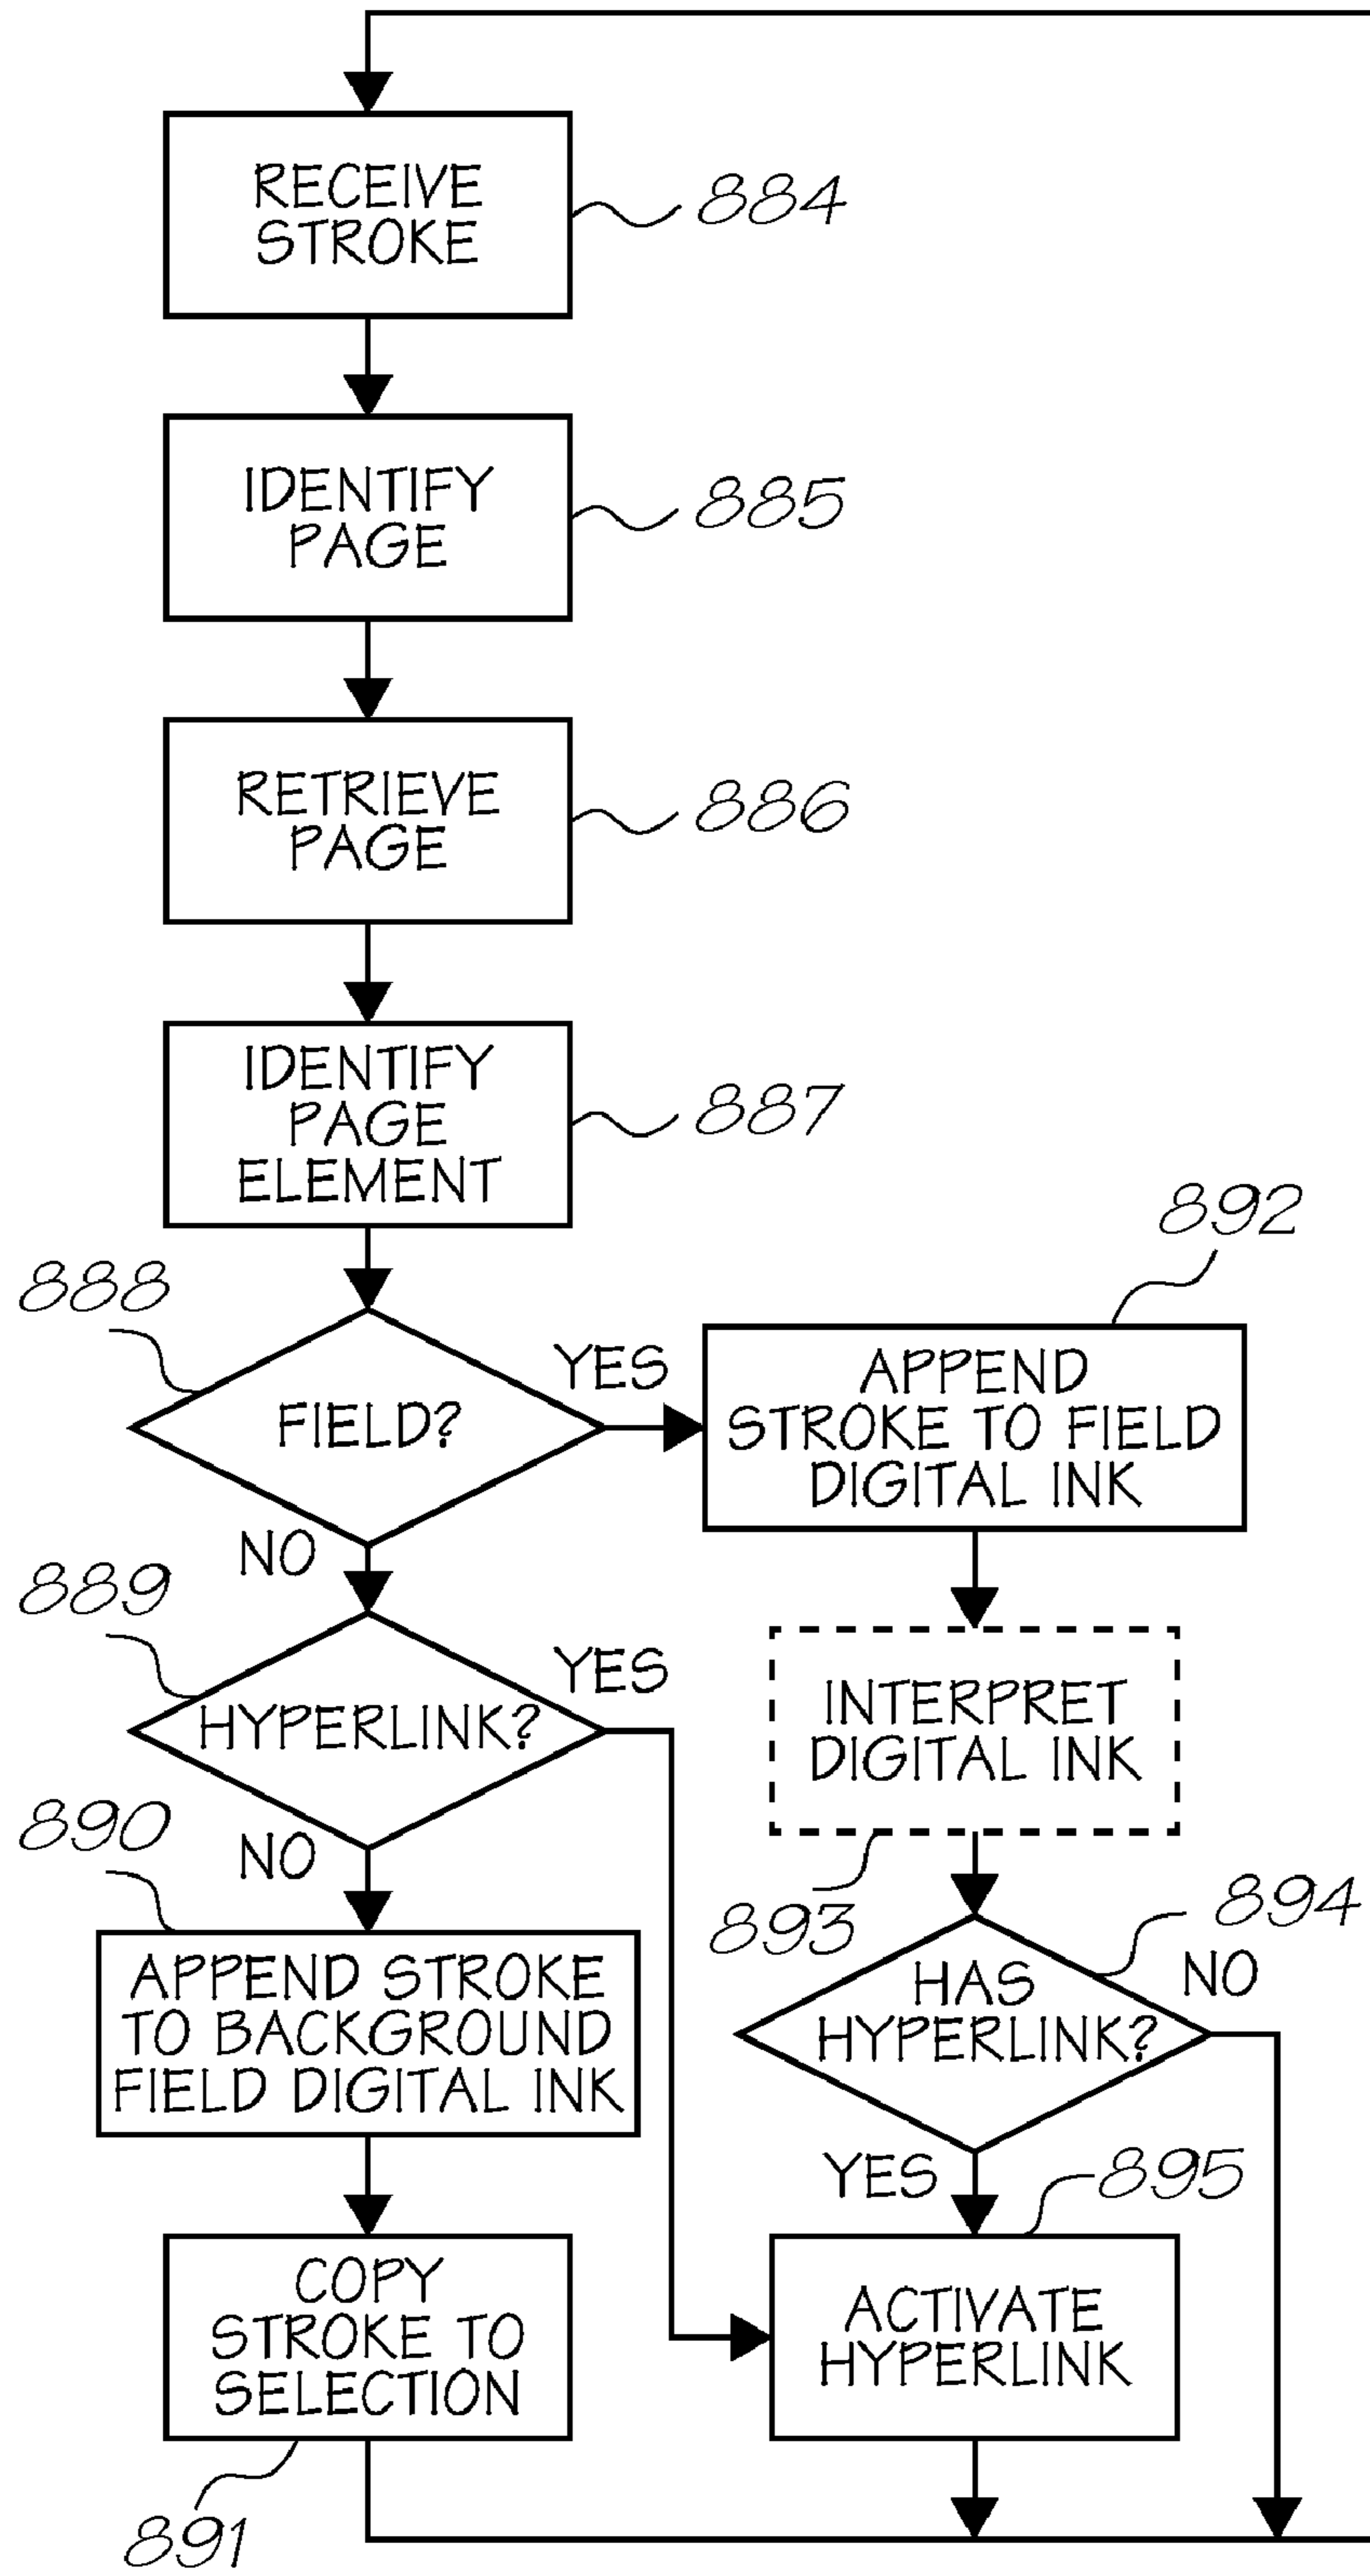 RECEIVE
STROKE
884
IDENTIFY
PAGE
885
RETRIEVE
PAGE
886
IDENTIFY
PAGE
ELEMENT
887
888
FIELD?
YES
NO
892
APPEND
STROKE TO FIELD
DIGITAL INK
889
HYPERLINK?
YES
NO
INTERPRET
DIGITAL INK
893
890
APPEND STROKE
TO BACKGROUND
FIELD DIGITAL INK
894
HAS
HYPERLINK?
NO
YES
895
COPY
STROKE TO
SELECTION
891
ACTIVATE
HYPERLINK